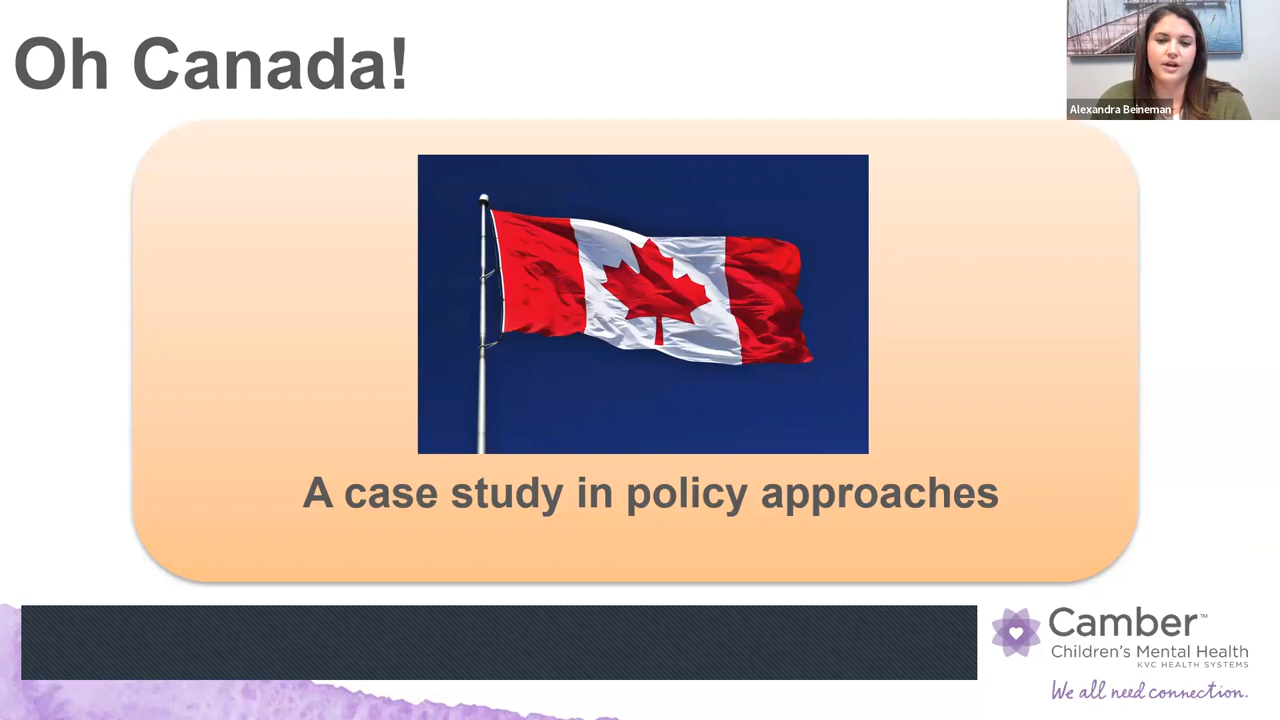 Oh Canada!
Alexandra Beineman
A case study in policy approaches
Camber™
Children's Mental Health
KVC HEALTH SYSTEMS
We all need connection.